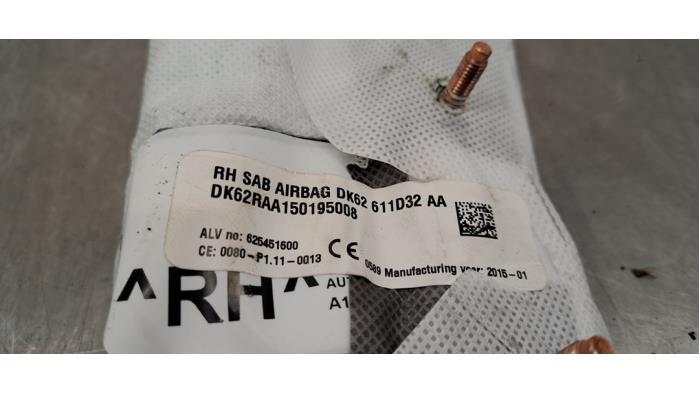 RH SAB AIRBAG DK62 611D32 AA
DK62RAA150195008
ALV no: 625451600
CE: 0080-P1.11-0013
CE
0589 Manufacturing year: 2015-01
^RH^
AUT
A1